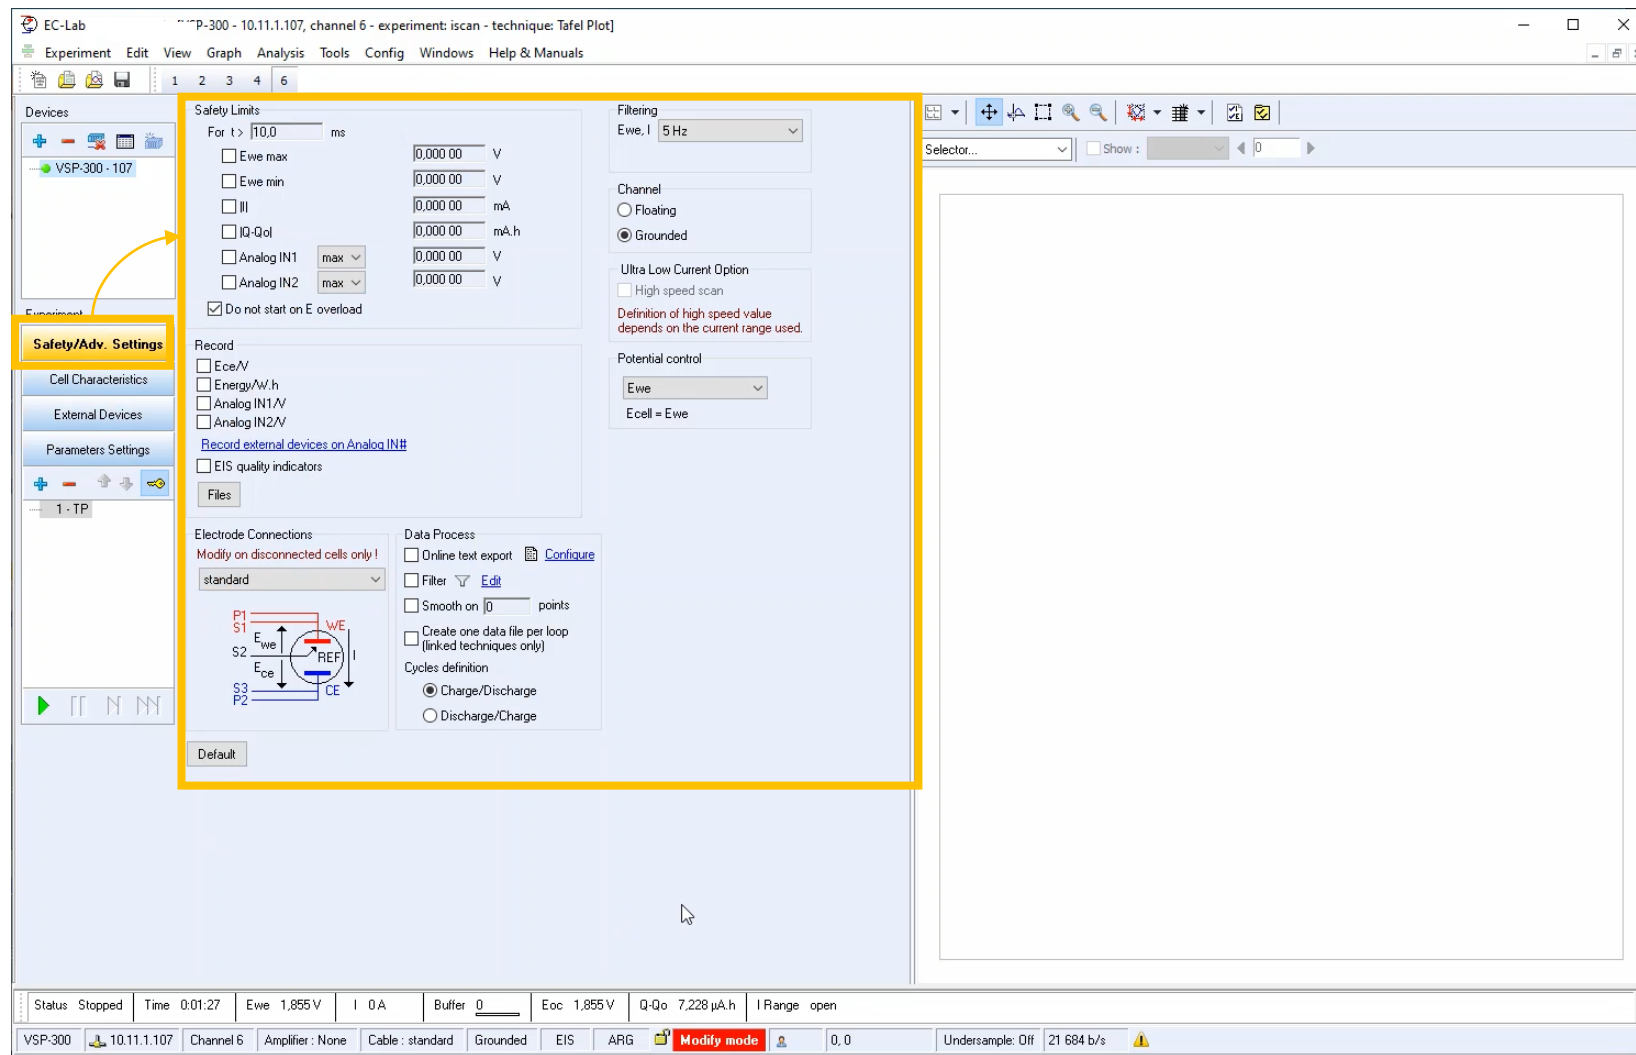 EC-Lab
VSP-300 - 10.11.1.107, channel 6 - experiment: iscan - technique: Tafel Plot]
Experiment Edit View Graph Analysis Tools Config Windows Help & Manuals
1 2 3 4 6
Devices
VSP-300 - 107
Experiment
Safety/Adv. Settings
Cell Characteristics
External Devices
Parameters Settings
1 - TP
Safety Limits
For t > 10,0 ms
Ewe max 0,000 00 V
Ewe min 0,000 00 V
|I| 0,000 00 mA
|Q-Qo| 0,000 00 mA.h
Analog IN1 max 0,000 00 V
Analog IN2 max 0,000 00 V
Do not start on E overload
Record
Ece/V
Energy/W.h
Analog IN1/V
Analog IN2/V
Record external devices on Analog IN#
EIS quality indicators
Files
Electrode Connections
Modify on disconnected cells only !
standard
P1
S1
WE
Ewe
S2
REF
I
Ece
S3
CE
P2
Default
Data Process
Online text export Configure
Filter Edit
Smooth on 0 points
Create one data file per loop
(linked techniques only)
Cycles definition
Charge/Discharge
Discharge/Charge
Filtering
Ewe, I 5 Hz
Channel
Floating
Grounded
Ultra Low Current Option
High speed scan
Definition of high speed value
depends on the current range used.
Potential control
Ewe
Ecell = Ewe
Selector... Show : 0
Status Stopped Time 0:01:27 Ewe 1,855 V I 0 A Buffer 0 Eoc 1,855 V Q-Qo 7,228 µA.h I Range open
VSP-300 10.11.1.107 Channel 6 Amplifier : None Cable : standard Grounded EIS ARG Modify mode 0, 0 Undersample: Off 21 684 b/s